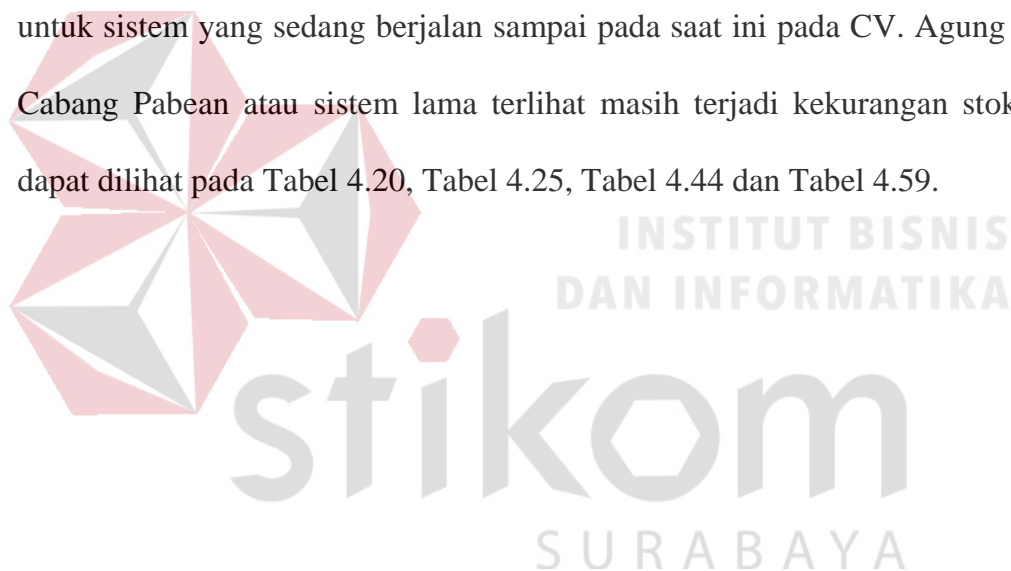 untuk sistem yang sedang berjalan sampai pada saat ini pada CV. Agung
Cabang Pabean atau sistem lama terlihat masih terjadi kekurangan stok
dapat dilihat pada Tabel 4.20, Tabel 4.25, Tabel 4.44 dan Tabel 4.59.
INSTITUT BISNIS
DAN INFORMATIKA
stikom
SURABAYA